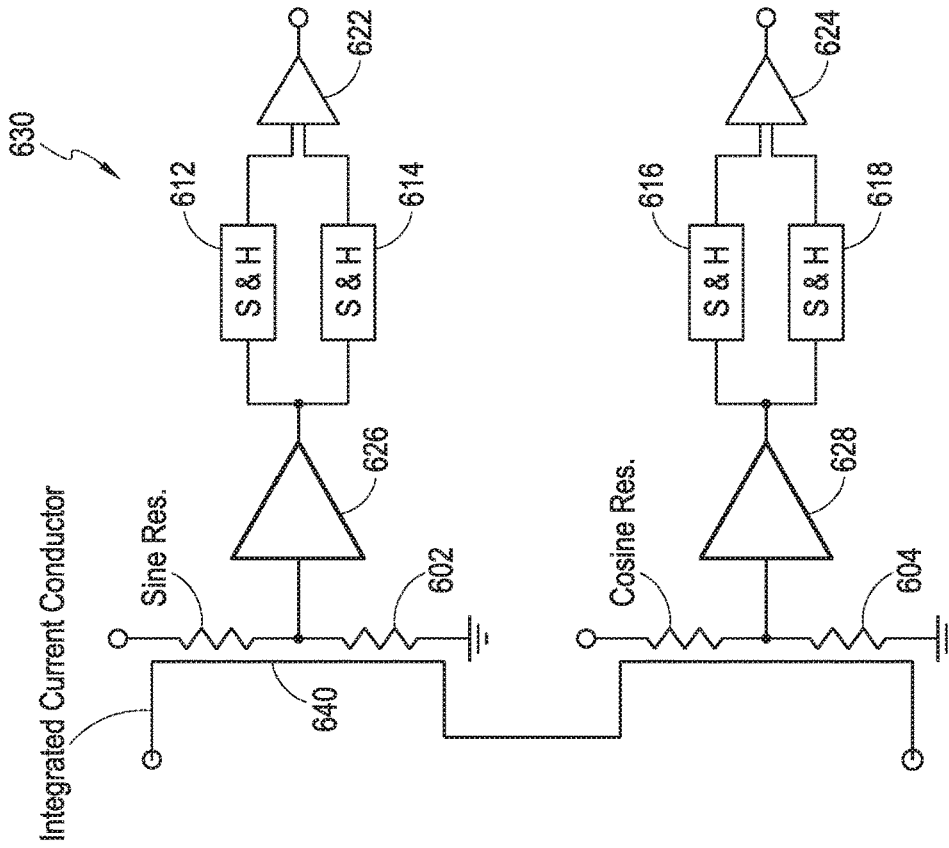 630
Integrated Current Conductor
Sine Res.
602
640
626
S & H
612
S & H
614
622
Cosine Res.
604
628
S & H
616
S & H
618
624